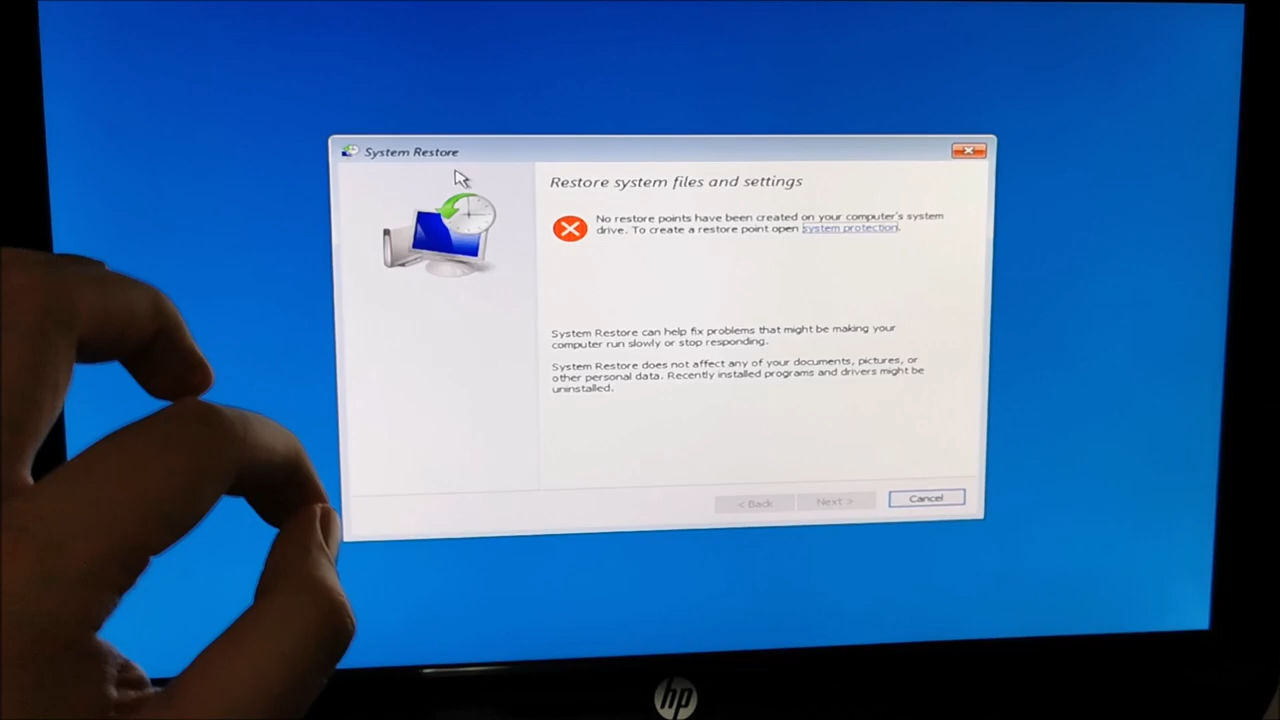 System Restore
Restore system files and settings
No restore points have been created on your computer's system
drive. To create a restore point open system protection.
System Restore can help fix problems that might be making your
computer run slowly or stop responding.
System Restore does not affect any of your documents, pictures, or
other personal data. Recently installed programs and drivers might be
uninstalled.
< Back Next > Cancel
hp